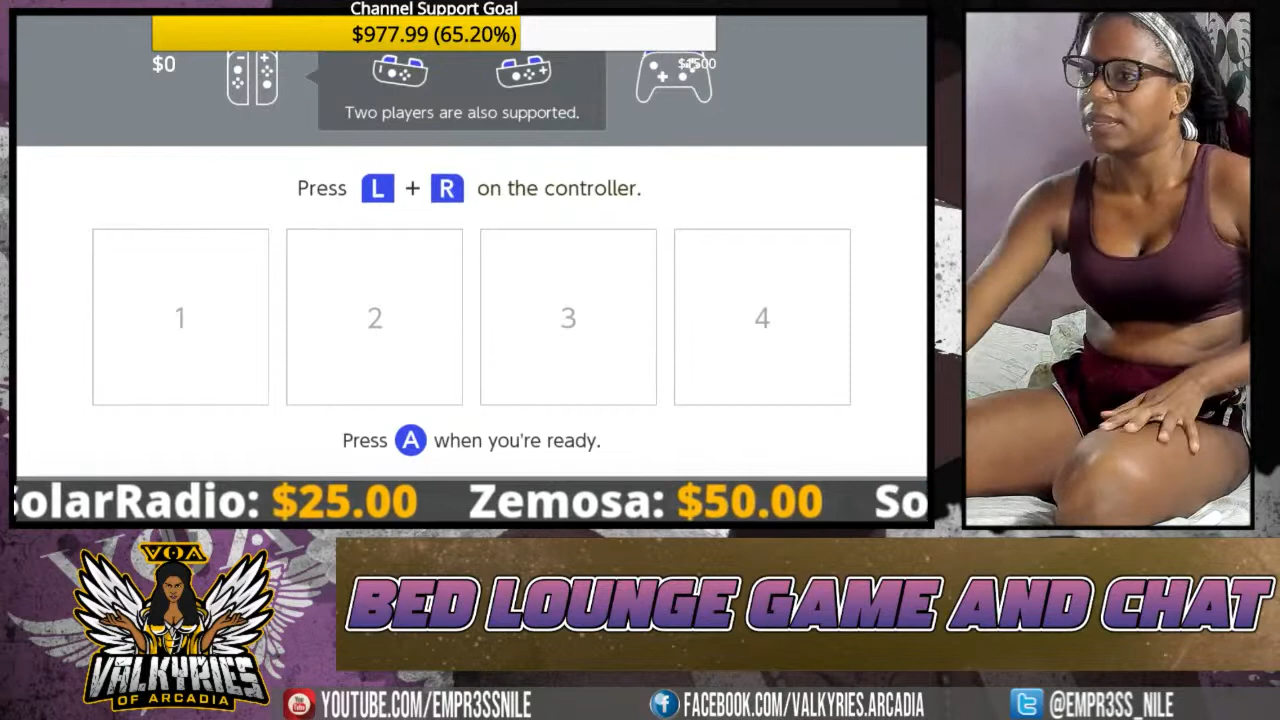 Channel Support Goal
$977.99 (65.20%)
$0
$1500
Two players are also supported.
Press L + R on the controller.
1 2 3 4
Press A when you're ready.
SolarRadio: $25.00 Zemosa: $50.00 So
VOA
VALKYRIES
OF ARCADIA
BED LOUNGE GAME AND CHAT
YOUTUBE.COM/EMPR3SSNILE
FACEBOOK.COM/VALKYRIES.ARCADIA
@EMPR3SS_NILE